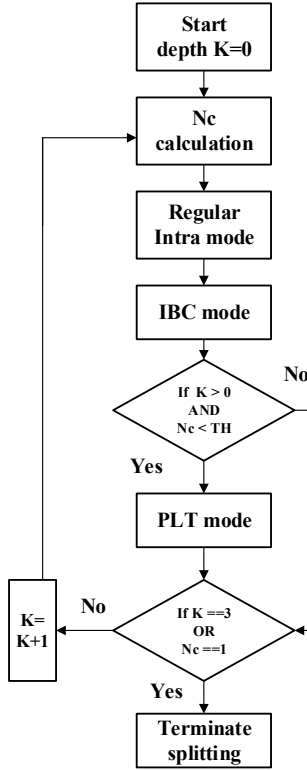 Start
depth K=0
Nc
calculation
Regular
Intra mode
IBC mode
If K > 0
AND
Nc < TH
No
Yes
PLT mode
If K ==3
OR
Nc ==1
No
K=
K+1
Yes
Terminate
splitting